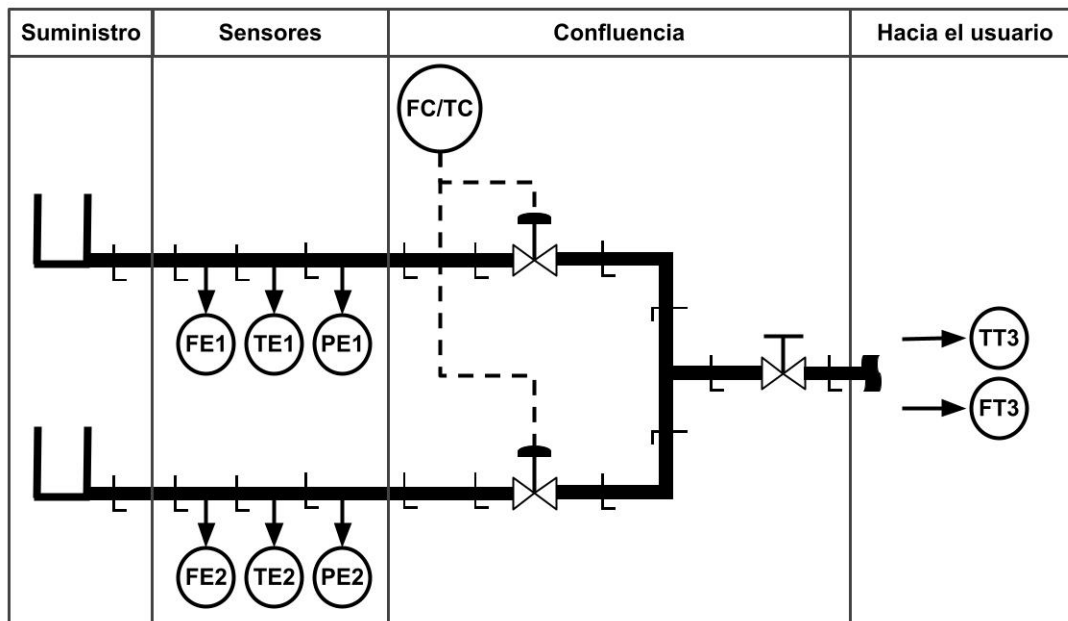 Suministro
Sensores
Confluencia
Hacia el usuario
FC/TC
FE1
TE1
PE1
TT3
FT3
FE2
TE2
PE2